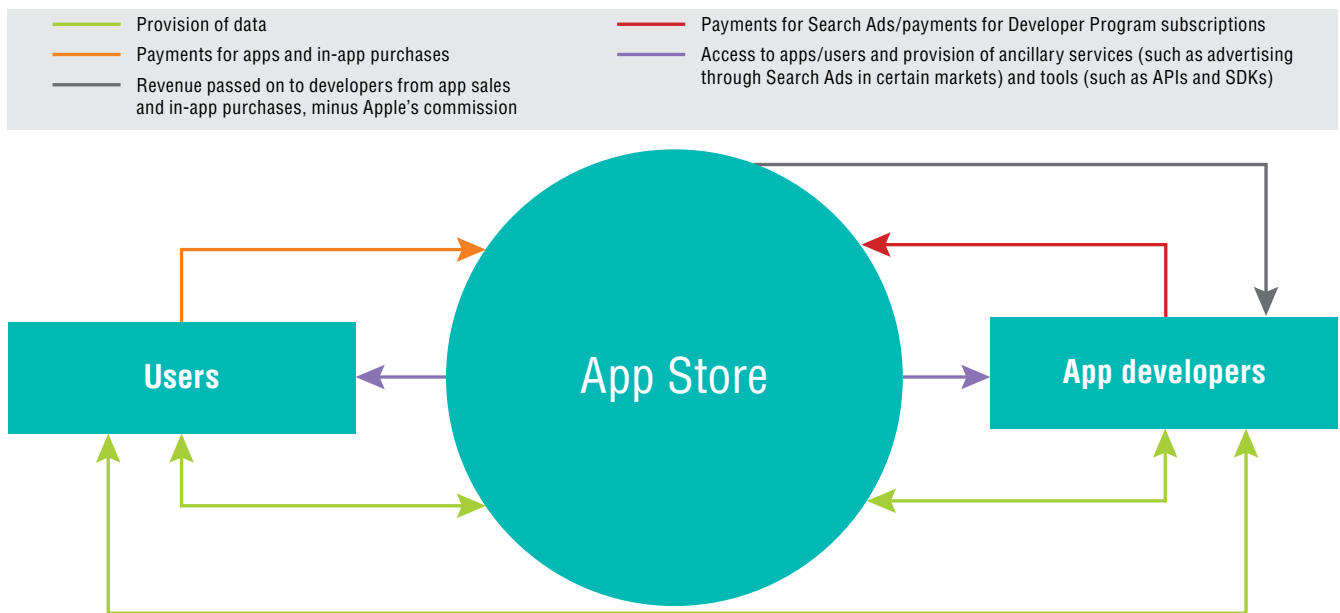 Provision of data
Payments for apps and in-app purchases
Revenue passed on to developers from app sales
and in-app purchases, minus Apple’s commission
Payments for Search Ads/payments for Developer Program subscriptions
Access to apps/users and provision of ancillary services (such as advertising
through Search Ads in certain markets) and tools (such as APIs and SDKs)
Users
App Store
App developers